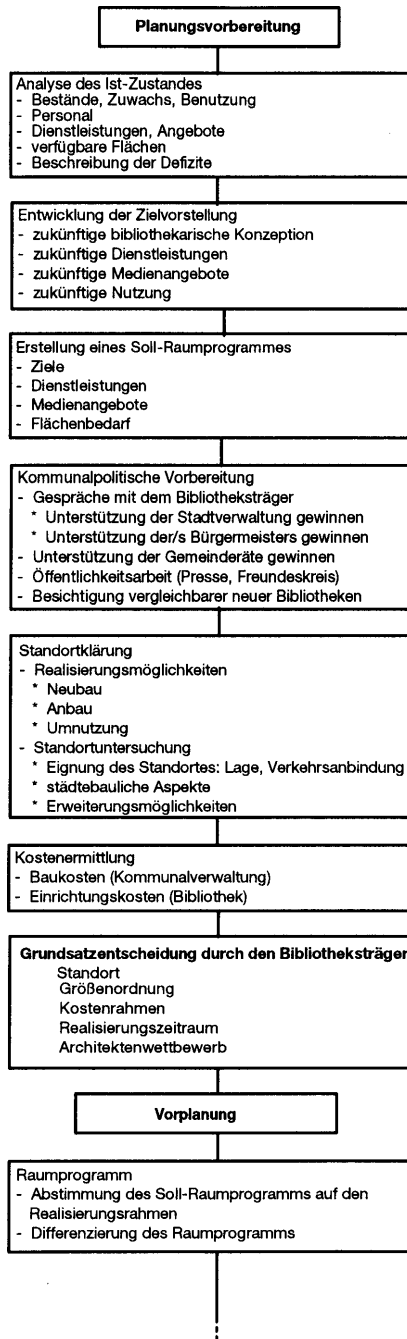 Planungsvorbereitung
Analyse des Ist-Zustandes
- Bestände, Zuwachs, Benutzung
- Personal
- Dienstleistungen, Angebote
- verfügbare Flächen
- Beschreibung der Defizite
Entwicklung der Zielvorstellung
- zukünftige bibliothekarische Konzeption
- zukünftige Dienstleistungen
- zukünftige Medienangebote
- zukünftige Nutzung
Erstellung eines Soll-Raumprogrammes
- Ziele
- Dienstleistungen
- Medienangebote
- Flächenbedarf
Kommunalpolitische Vorbereitung
- Gespräche mit dem Bibliotheksträger
* Unterstützung der Stadtverwaltung gewinnen
* Unterstützung der/s Bürgermeisters gewinnen
- Unterstützung der Gemeinderäte gewinnen
- Öffentlichkeitsarbeit (Presse, Freundeskreis)
- Besichtigung vergleichbarer neuer Bibliotheken
Standortklärung
- Realisierungsmöglichkeiten
* Neubau
* Anbau
* Umnutzung
- Standortuntersuchung
* Eignung des Standortes: Lage, Verkehrsanbindung
* städtebauliche Aspekte
* Erweiterungsmöglichkeiten
Kostenermittlung
- Baukosten (Kommunalverwaltung)
- Einrichtungskosten (Bibliothek)
Grundsatzentscheidung durch den Bibliotheksträger
Standort
Größenordnung
Kostenrahmen
Realisierungszeitraum
Architektenwettbewerb
Vorplanung
Raumprogramm
- Abstimmung des Soll-Raumprogramms auf den
Realisierungsrahmen
- Differenzierung des Raumprogramms